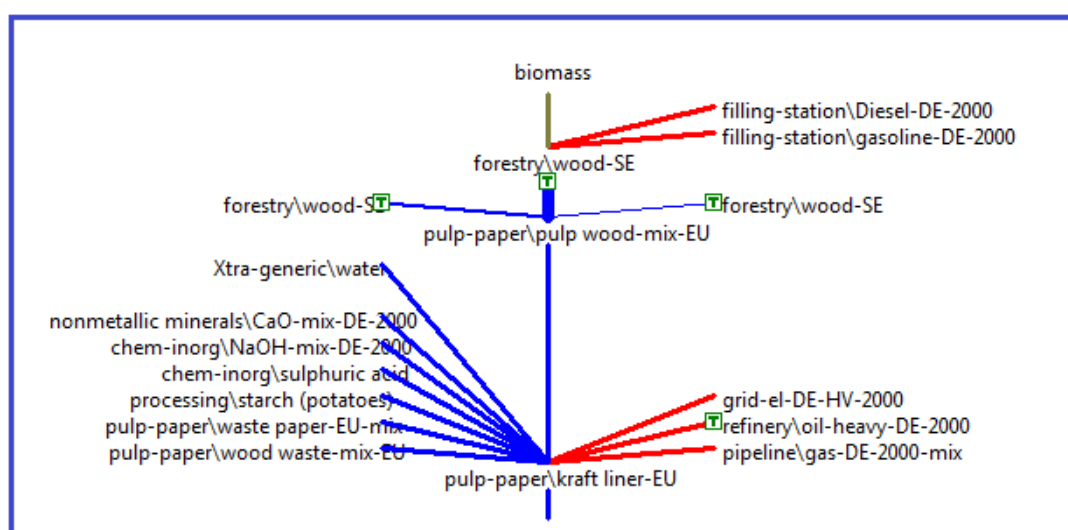 biomass
filling-station\Diesel-DE-2000
filling-station\gasoline-DE-2000
forestry\wood-SE
T
forestry\wood-SE T
T forestry\wood-SE
pulp-paper\pulp wood-mix-EU
Xtra-generic\water
nonmetallic minerals\CaO-mix-DE-2000
chem-inorg\NaOH-mix-DE-2000
chem-inorg\sulphuric acid
processing\starch (potatoes)
pulp-paper\waste paper-EU-mix
pulp-paper\wood waste-mix-EU
grid-el-DE-HV-2000
T refinery\oil-heavy-DE-2000
pipeline\gas-DE-2000-mix
pulp-paper\kraft liner-EU